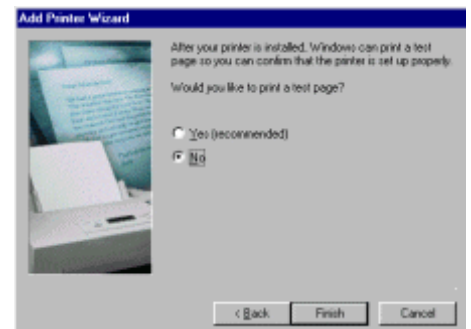 Add Printer Wizard
After your printer is installed, Windows can print a test
page so you can confirm that the printer is set up properly.
Would you like to print a test page?
Yes (recommended)
No
< Back
Finish
Cancel